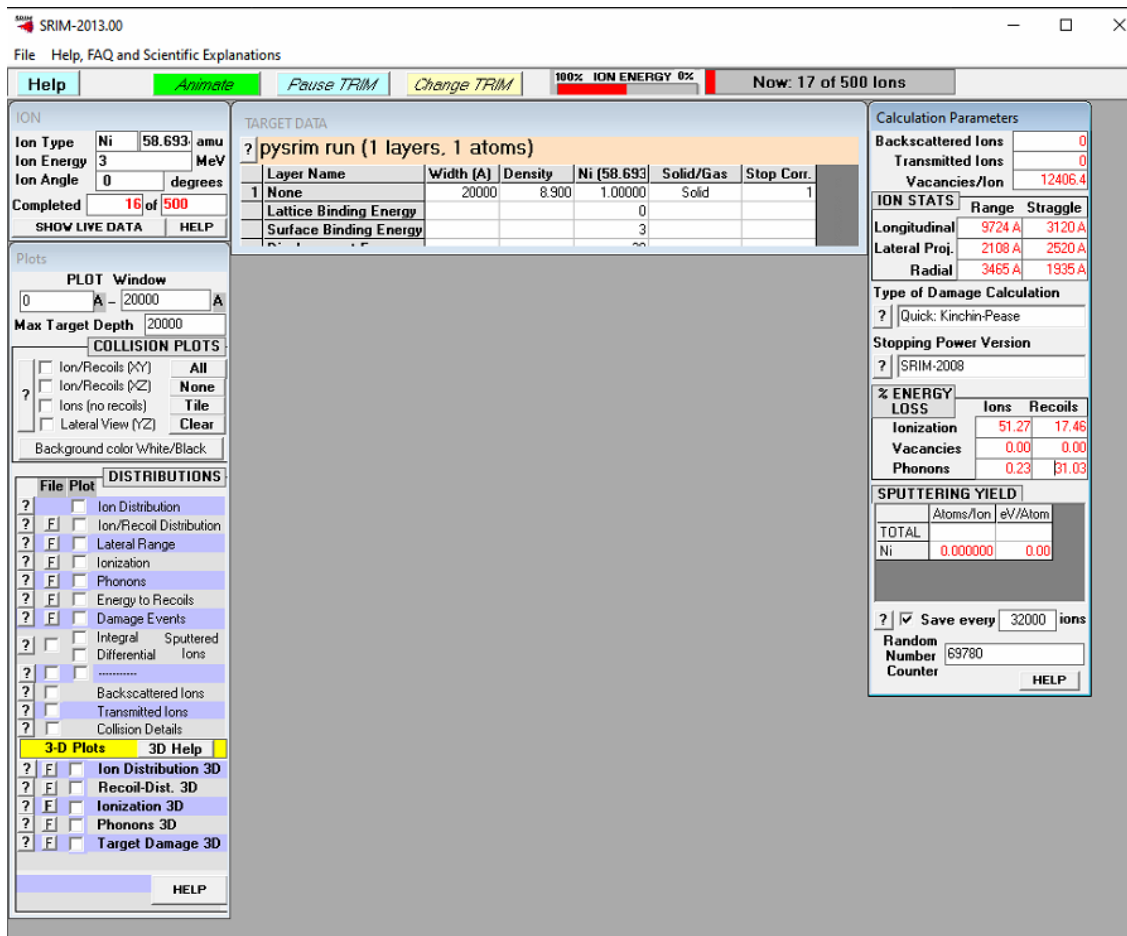 SRIM-2013.00
File Help, FAQ and Scientific Explanations
Help Animate Pause TRIM Change TRIM 100% ION ENERGY 0% Now: 17 of 500 Ions
ION
Ion Type Ni 58.693 amu
Ion Energy 3 MeV
Ion Angle 0 degrees
Completed 16 of 500
SHOW LIVE DATA HELP
Plots
PLOT Window
0 A - 20000 A
Max Target Depth 20000
COLLISION PLOTS
? Ion/Recoils (XY) All
Ion/Recoils (XZ) None
Ions (no recoils) Tile
Lateral View (YZ) Clear
Background color White/Black
DISTRIBUTIONS
File Plot
? Ion Distribution
? F Ion/Recoil Distribution
? F Lateral Range
? F Ionization
? F Phonons
? F Energy to Recoils
? F Damage Events
? Integral Sputtered
Differential Ions
? ----------
? Backscattered Ions
? Transmitted Ions
? Collision Details
3-D Plots 3D Help
? F Ion Distribution 3D
? F Recoil-Dist. 3D
? F Ionization 3D
? F Phonons 3D
? F Target Damage 3D
HELP
TARGET DATA
? pysrim run (1 layers, 1 atoms)
Layer Name Width (A) Density Ni (58.693 Solid/Gas Stop Corr.
1 None 20000 8.900 1.00000 Solid 1
Lattice Binding Energy 0
Surface Binding Energy 3
Calculation Parameters
Backscattered Ions 0
Transmitted Ions 0
Vacancies/Ion 12406.4
ION STATS Range Straggle
Longitudinal 9724 A 3120 A
Lateral Proj. 2108 A 2520 A
Radial 3465 A 1935 A
Type of Damage Calculation
? Quick: Kinchin-Pease
Stopping Power Version
? SRIM-2008
% ENERGY LOSS Ions Recoils
Ionization 51.27 17.46
Vacancies 0.00 0.00
Phonons 0.23 31.03
SPUTTERING YIELD
Atoms/Ion eV/Atom
TOTAL
Ni 0.000000 0.00
? Save every 32000 ions
Random
Number 69780
Counter
HELP